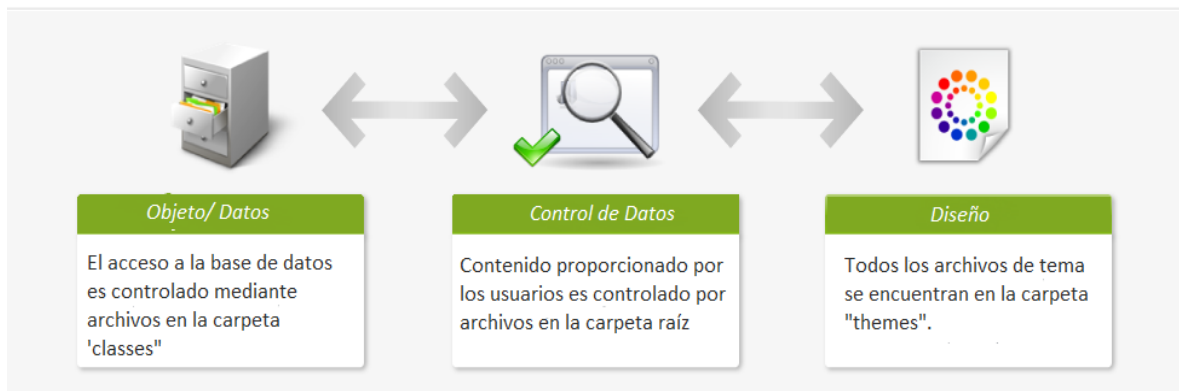 Objeto/ Datos
El acceso a la base de datos
es controlado mediante
archivos en la carpeta
'classes"
Control de Datos
Contenido proporcionado por
los usuarios es controlado por
archivos en la carpeta raíz
Diseño
Todos los archivos de tema
se encuentran en la carpeta
"themes".